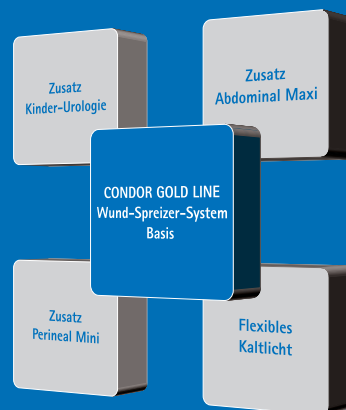 Zusatz
Kinder-Urologie
Zusatz
Abdominal Maxi
CONDOR GOLD LINE
Wund-Spreizer-System
Basis
Zusatz
Perineal Mini
Flexibles
Kaltlicht